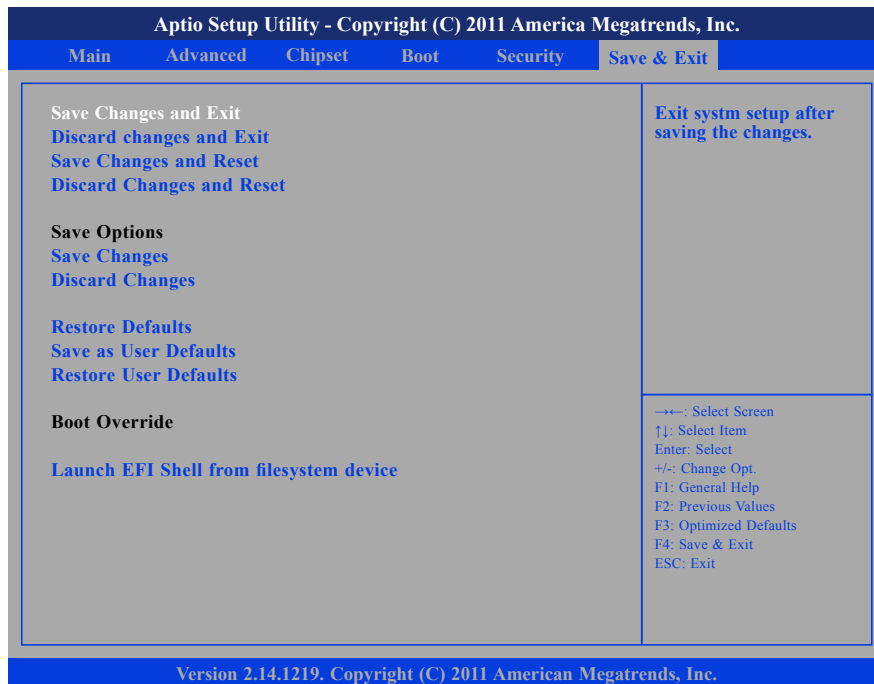 Aptio Setup Utility - Copyright (C) 2011 America Megatrends, Inc.
Main Advanced Chipset Boot Security Save & Exit
Save Changes and Exit
Discard changes and Exit
Save Changes and Reset
Discard Changes and Reset
Save Options
Save Changes
Discard Changes
Restore Defaults
Save as User Defaults
Restore User Defaults
Boot Override
Launch EFI Shell from filesystem device
Exit systm setup after
saving the changes.
→←: Select Screen
↑↓: Select Item
Enter: Select
+/-: Change Opt.
F1: General Help
F2: Previous Values
F3: Optimized Defaults
F4: Save & Exit
ESC: Exit
Version 2.14.1219. Copyright (C) 2011 American Megatrends, Inc.